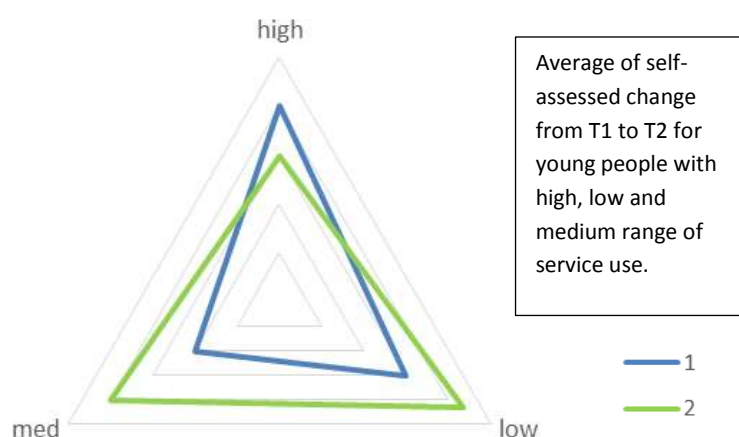 high
Average of self-
assessed change
from T1 to T2 for
young people with
high, low and
medium range of
service use.
1
2
med
low